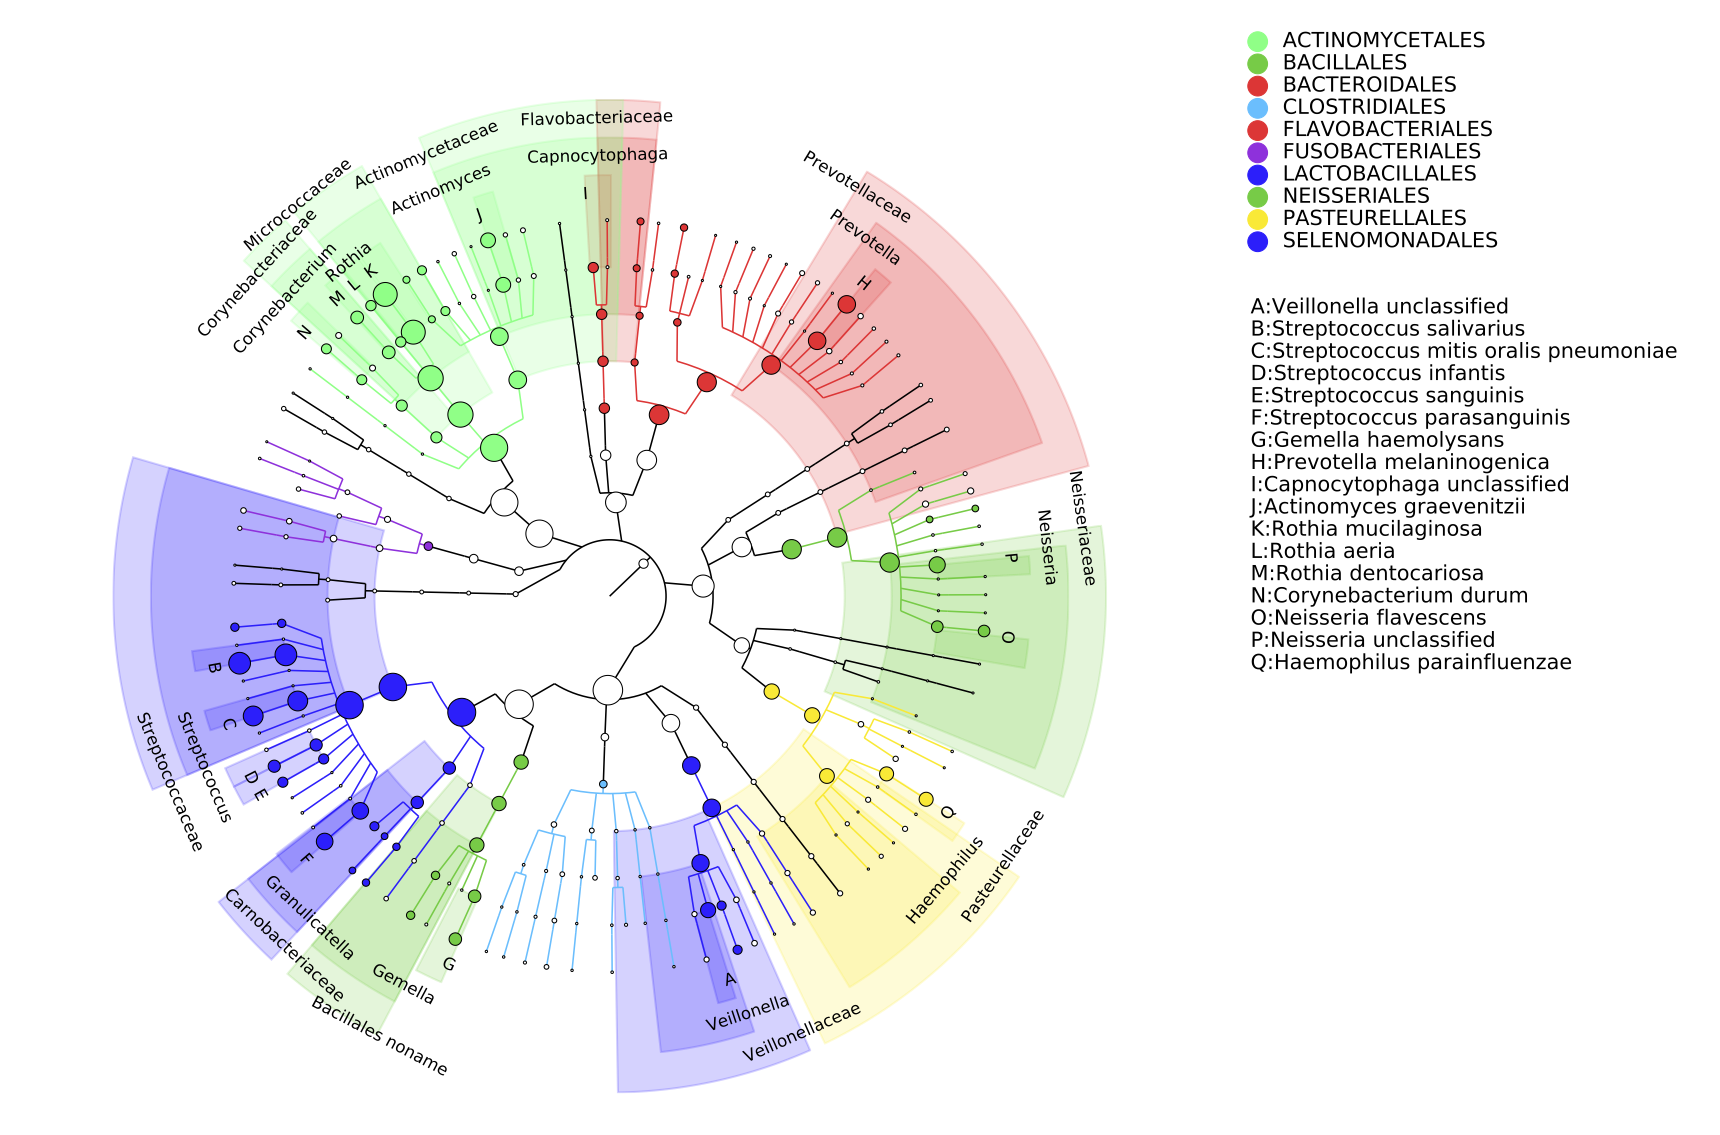 ACTINOMYCETALES
BACILLALES
BACTEROIDALES
CLOSTRIDIALES
FLAVOBACTERIALES
FUSOBACTERIALES
LACTOBACILLALES
NEISSERIALES
PASTEURELLALES
SELENOMONADALES
A:Veillonella unclassified
B:Streptococcus salivarius
C:Streptococcus mitis oralis pneumoniae
D:Streptococcus infantis
E:Streptococcus sanguinis
F:Streptococcus parasanguinis
G:Gemella haemolysans
H:Prevotella melaninogenica
I:Capnocytophaga unclassified
J:Actinomyces graevenitzii
K:Rothia mucilaginosa
L:Rothia aeria
M:Rothia dentocariosa
N:Corynebacterium durum
O:Neisseria flavescens
P:Neisseria unclassified
Q:Haemophilus parainfluenzae
Flavobacteriaceae
Capnocytophaga
I
Actinomycetaceae
Actinomyces
J
Micrococcaceae
Rothia
K
L
M
Corynebacteriaceae
Corynebacterium
N
Prevotellaceae
Prevotella
H
Neisseriaceae
Neisseria
P
O
Pasteurellaceae
Haemophilus
Q
Veillonellaceae
Veillonella
A
Bacillales noname
Gemella
G
Carnobacteriaceae
Granulicatella
F
Streptococcaceae
Streptococcus
B
C
D
E